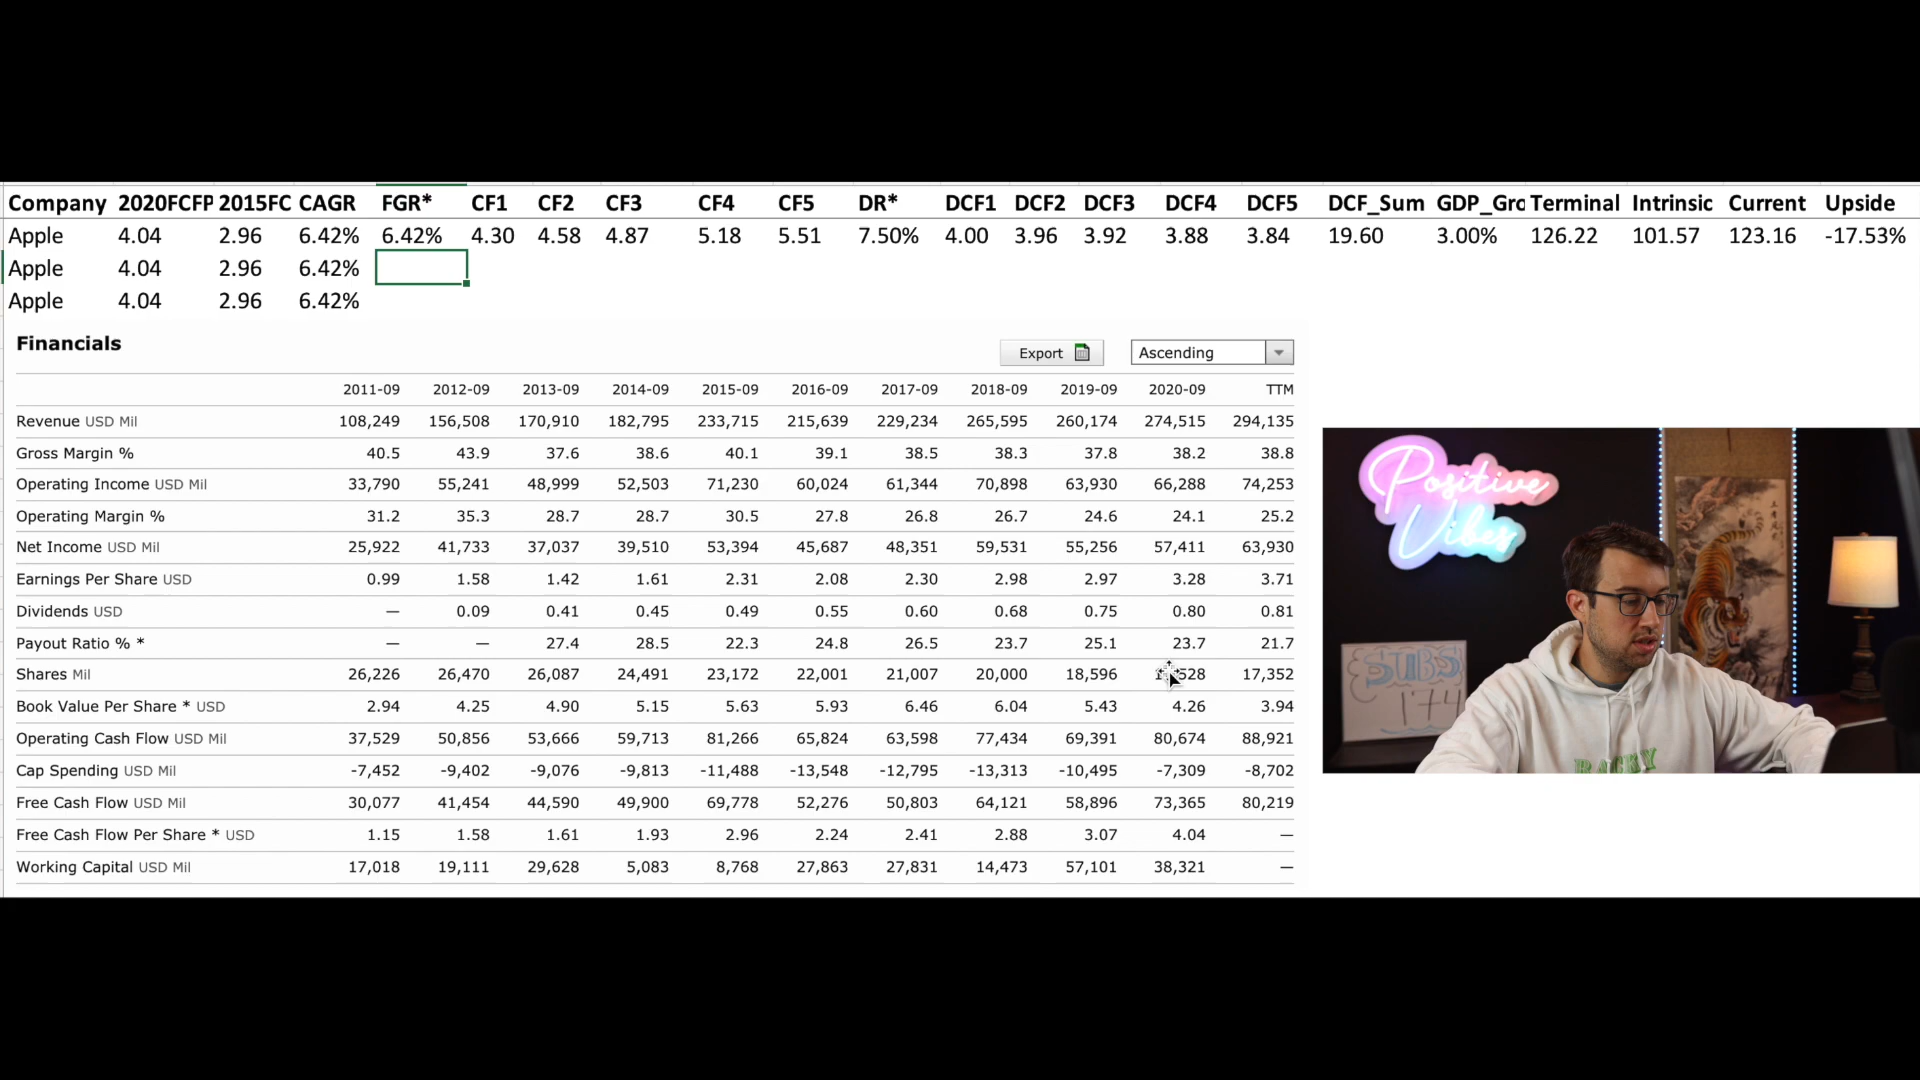 Company 2020FCFP 2015FC CAGR FGR* CF1 CF2 CF3 CF4 CF5 DR* DCF1 DCF2 DCF3 DCF4 DCF5 DCF_Sum GDP_Gro Terminal Intrinsic Current Upside
Apple 4.04 2.96 6.42% 6.42% 4.30 4.58 4.87 5.18 5.51 7.50% 4.00 3.96 3.92 3.88 3.84 19.60 3.00% 126.22 101.57 123.16 -17.53%
Apple 4.04 2.96 6.42%
Apple 4.04 2.96 6.42%
Financials
Export Ascending
2011-09 2012-09 2013-09 2014-09 2015-09 2016-09 2017-09 2018-09 2019-09 2020-09 TTM
Revenue USD Mil 108,249 156,508 170,910 182,795 233,715 215,639 229,234 265,595 260,174 274,515 294,135
Gross Margin % 40.5 43.9 37.6 38.6 40.1 39.1 38.5 38.3 37.8 38.2 38.8
Operating Income USD Mil 33,790 55,241 48,999 52,503 71,230 60,024 61,344 70,898 63,930 66,288 74,253
Operating Margin % 31.2 35.3 28.7 28.7 30.5 27.8 26.8 26.7 24.6 24.1 25.2
Net Income USD Mil 25,922 41,733 37,037 39,510 53,394 45,687 48,351 59,531 55,256 57,411 63,930
Earnings Per Share USD 0.99 1.58 1.42 1.61 2.31 2.08 2.30 2.98 2.97 3.28 3.71
Dividends USD — 0.09 0.41 0.45 0.49 0.55 0.60 0.68 0.75 0.80 0.81
Payout Ratio % * — — 27.4 28.5 22.3 24.8 26.5 23.7 25.1 23.7 21.7
Shares Mil 26,226 26,470 26,087 24,491 23,172 22,001 21,007 20,000 18,596 17,352
Book Value Per Share * USD 2.94 4.25 4.90 5.15 5.63 5.93 6.46 6.04 5.43 4.26 3.94
Operating Cash Flow USD Mil 37,529 50,856 53,666 59,713 81,266 65,824 63,598 77,434 69,391 80,674 88,921
Cap Spending USD Mil -7,452 -9,402 -9,076 -9,813 -11,488 -13,548 -12,795 -13,313 -10,495 -7,309 -8,702
Free Cash Flow USD Mil 30,077 41,454 44,590 49,900 69,778 52,276 50,803 64,121 58,896 73,365 80,219
Free Cash Flow Per Share * USD 1.15 1.58 1.61 1.93 2.96 2.24 2.41 2.88 3.07 4.04 —
Working Capital USD Mil 17,018 19,111 29,628 5,083 8,768 27,863 27,831 14,473 57,101 38,321 —
Positive
Vibes
SUBS
174